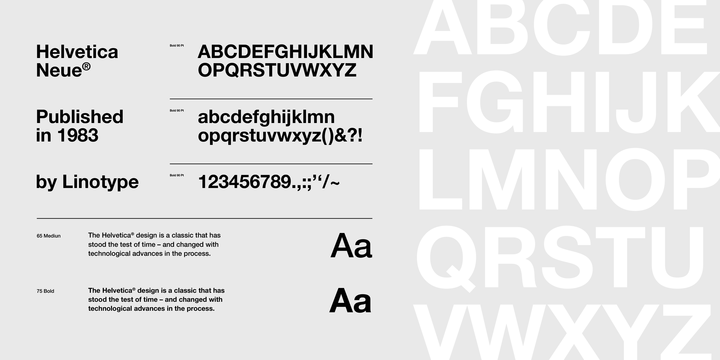 Helvetica
Neue®
Bold 80 Pt
ABCDEFGHIJKLMN
OPQRSTUVWXYZ
Published
in 1983
abcdefghijklmn
opqrstuvwxyz()&?!
by Linotype
123456789.,:;’‘/~
65 Medium
The Helvetica® design is a classic that has
stood the test of time – and changed with
technological advances in the process.
Aa
75 Bold
The Helvetica® design is a classic that has
stood the test of time – and changed with
technological advances in the process.
Aa
ABCDE
FGHIJK
LMNOP
QRSTU
VWXYZ